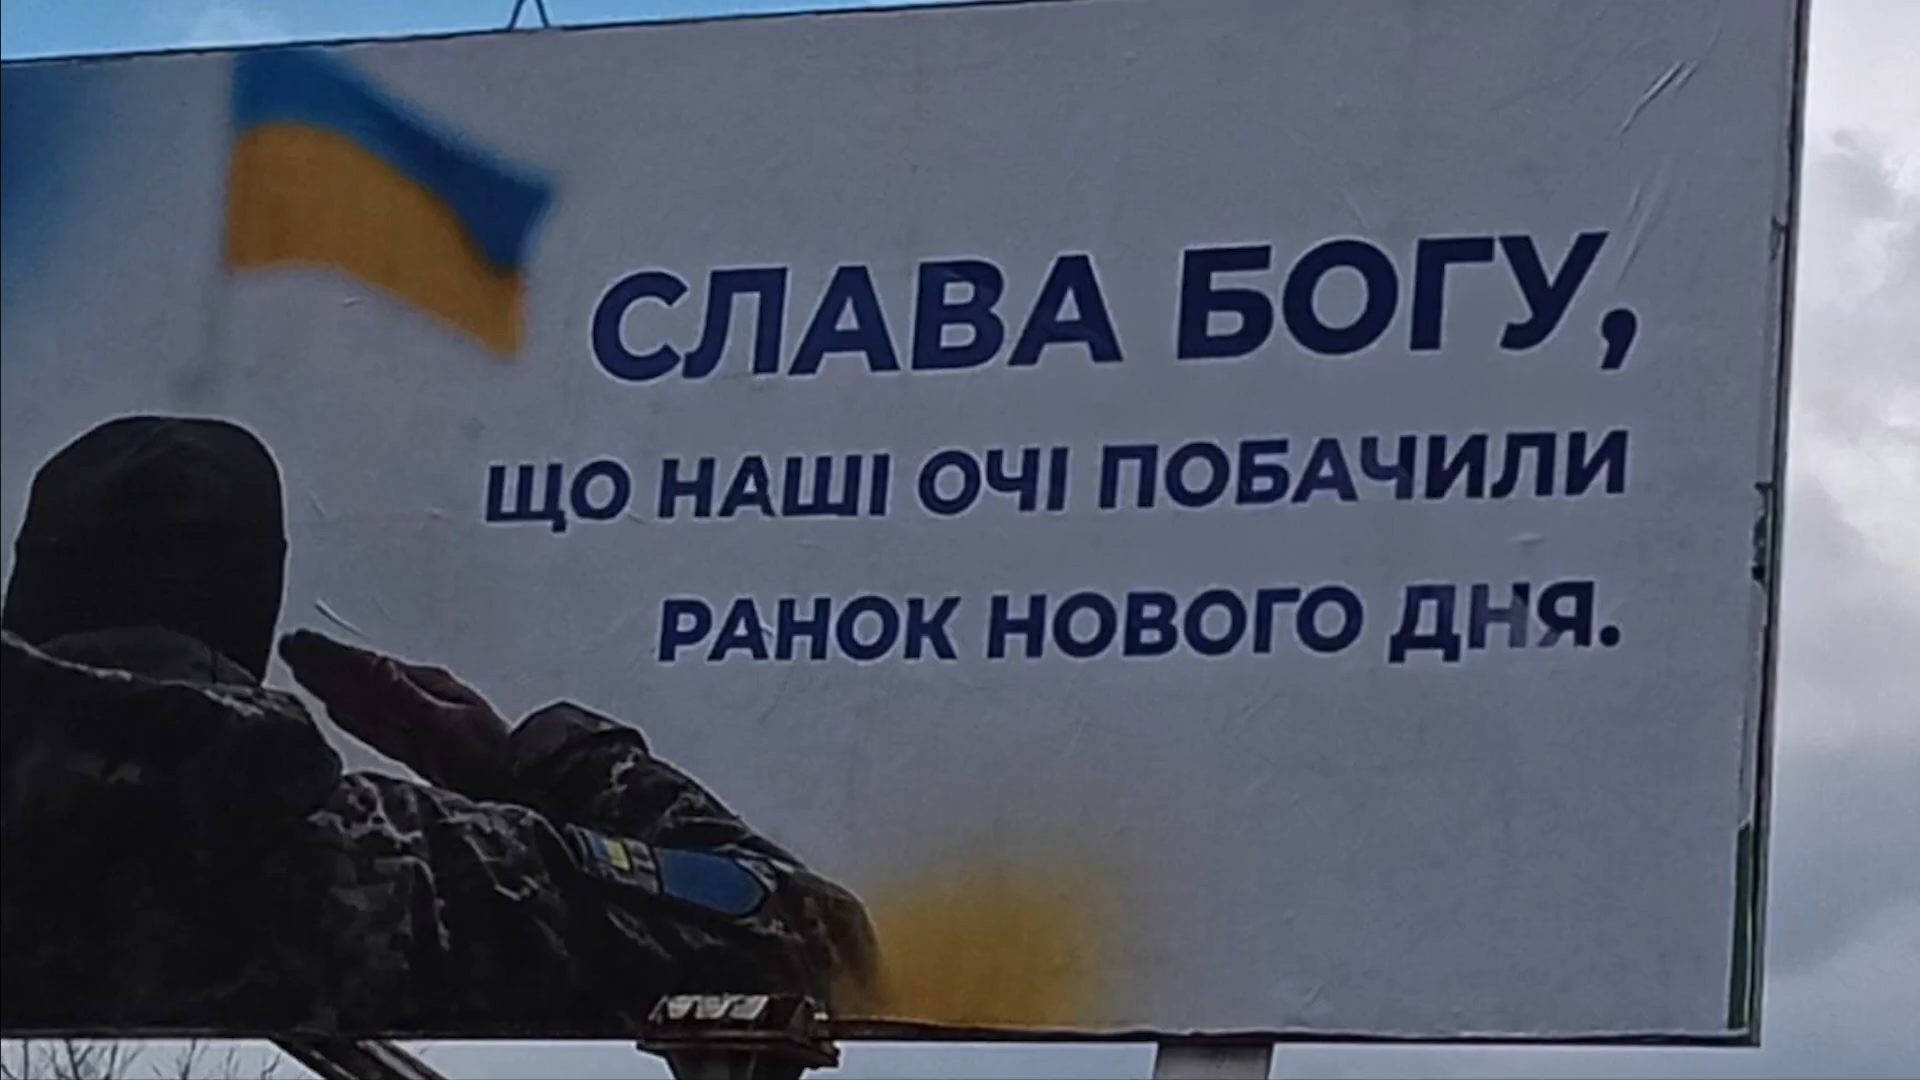 СЛАВА БОГУ,
ЩО НАШІ ОЧІ ПОБАЧИЛИ
РАНОК НОВОГО ДНЯ.